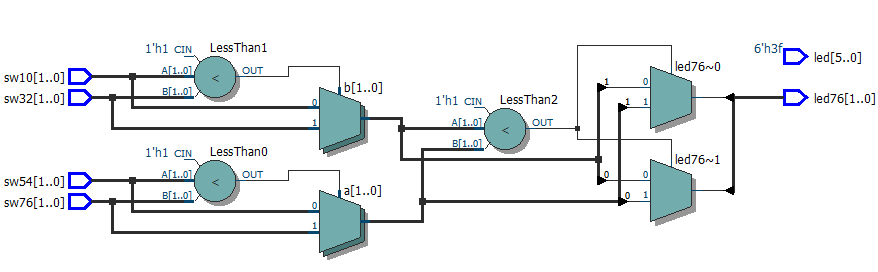 1'h1 CIN LessThan1
sw10[1..0] A[1..0] < OUT
sw32[1..0] B[1..0]
b[1..0]
0
1
1'h1 CIN LessThan0
sw54[1..0] A[1..0] < OUT
sw76[1..0] B[1..0]
a[1..0]
0
1
1'h1 CIN LessThan2
A[1..0] < OUT
B[1..0]
led76~0
1 0
1 1
led76~1
0 0
0 1
6'h3f led[5..0]
led76[1..0]